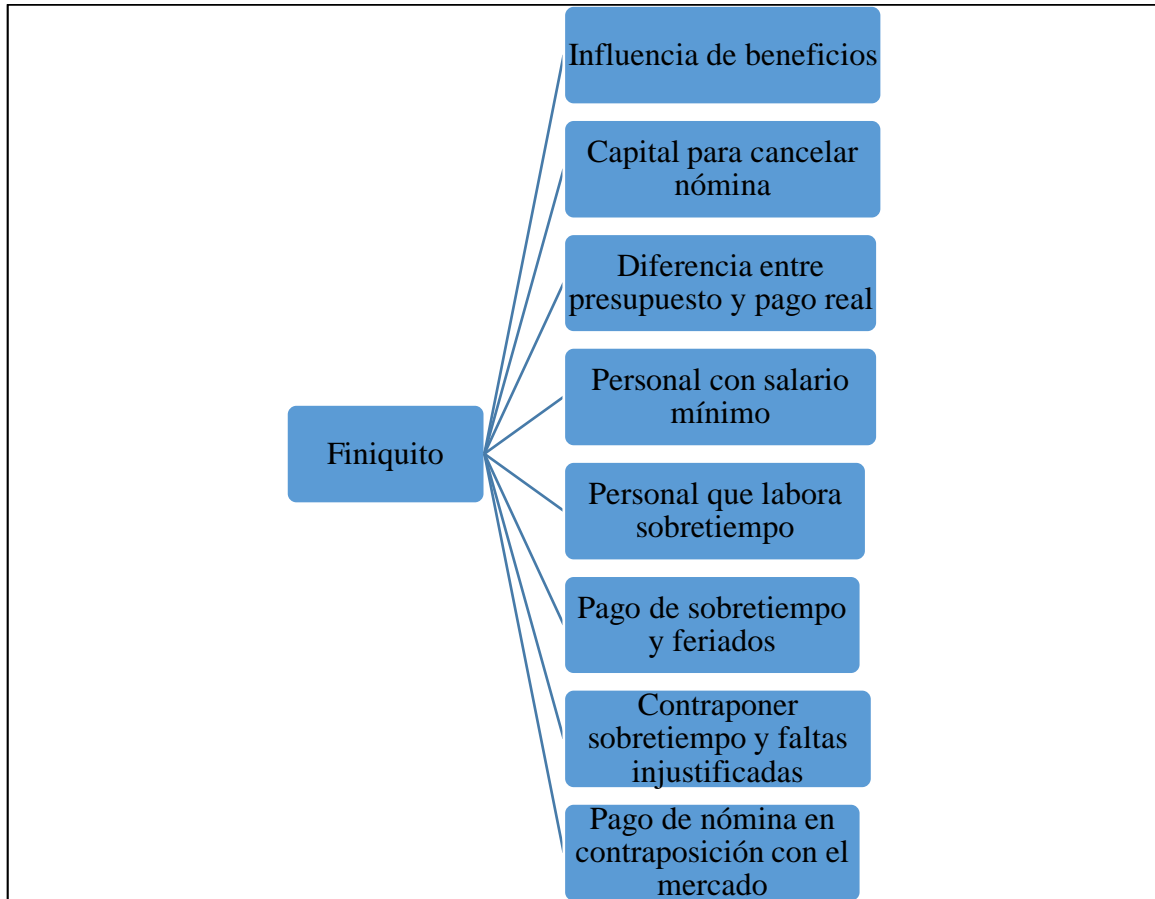 Influencia de beneficios
Capital para cancelar
nómina
Diferencia entre
presupuesto y pago real
Personal con salario
mínimo
Finiquito
Personal que labora
sobretiempo
Pago de sobretiempo
y feriados
Contraponer
sobretiempo y faltas
injustificadas
Pago de nómina en
contraposición con el
mercado